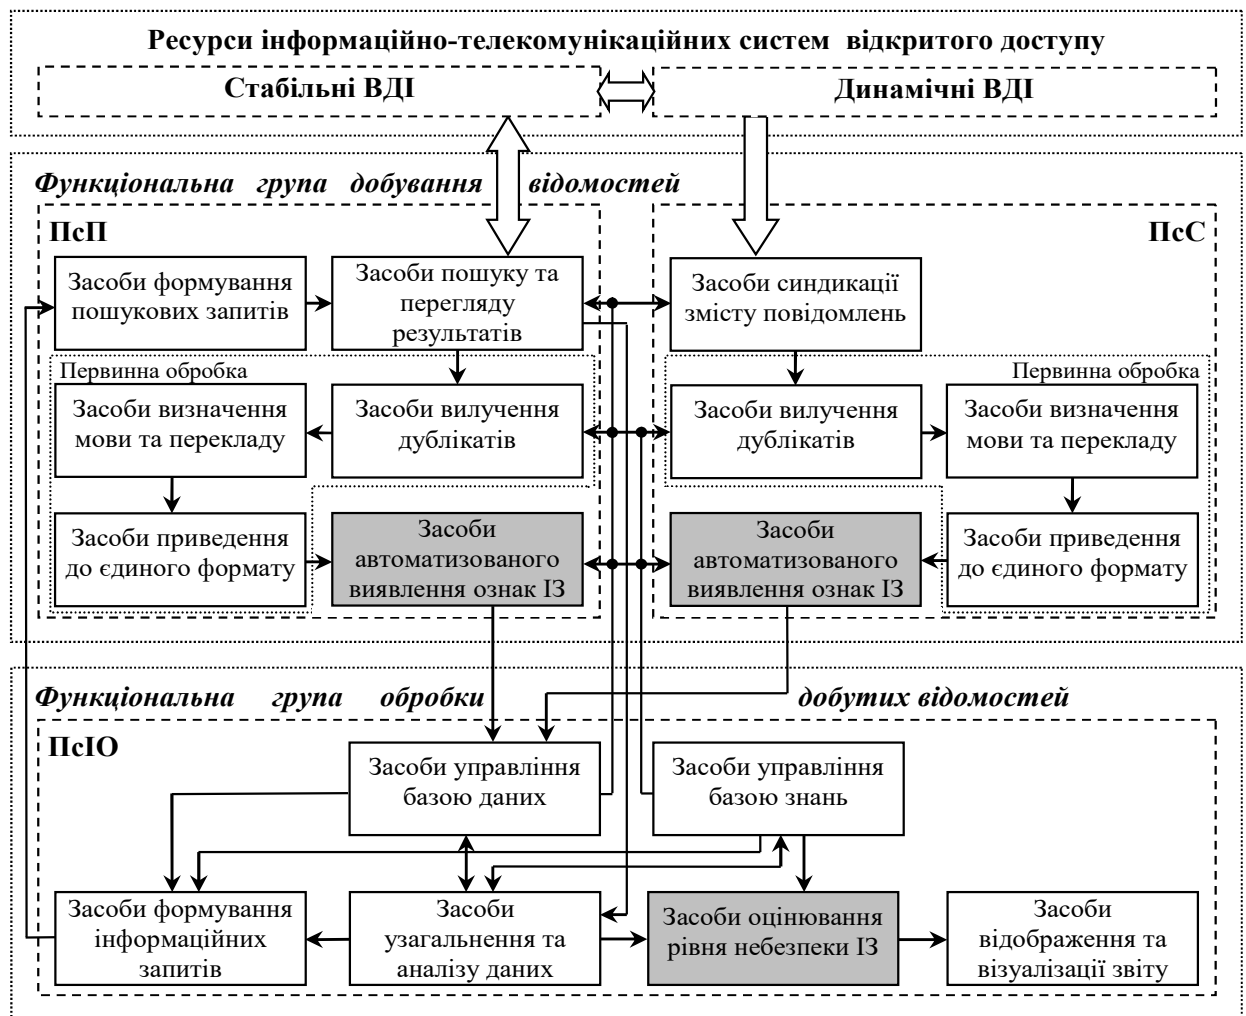 Ресурси інформаційно-телекомунікаційних систем відкритого доступу
Стабільні ВДІ
Динамічні ВДІ
Функціональна група добування відомостей
ПсП
ПсС
Засоби формування
пошукових запитів
Засоби пошуку та
перегляду
результатів
Засоби синдикації
змісту повідомлень
Первинна обробка
Первинна обробка
Засоби визначення
мови та перекладу
Засоби вилучення
дублікатів
Засоби вилучення
дублікатів
Засоби визначення
мови та перекладу
Засоби приведення
до єдиного формату
Засоби
автоматизованого
виявлення ознак ІЗ
Засоби
автоматизованого
виявлення ознак ІЗ
Засоби приведення
до єдиного формату
Функціональна група обробки добутих відомостей
ПсІО
Засоби управління
базою даних
Засоби управління
базою знань
Засоби формування
інформаційних
запитів
Засоби
узагальнення та
аналізу даних
Засоби оцінювання
рівня небезпеки ІЗ
Засоби
відображення та
візуалізації звіту